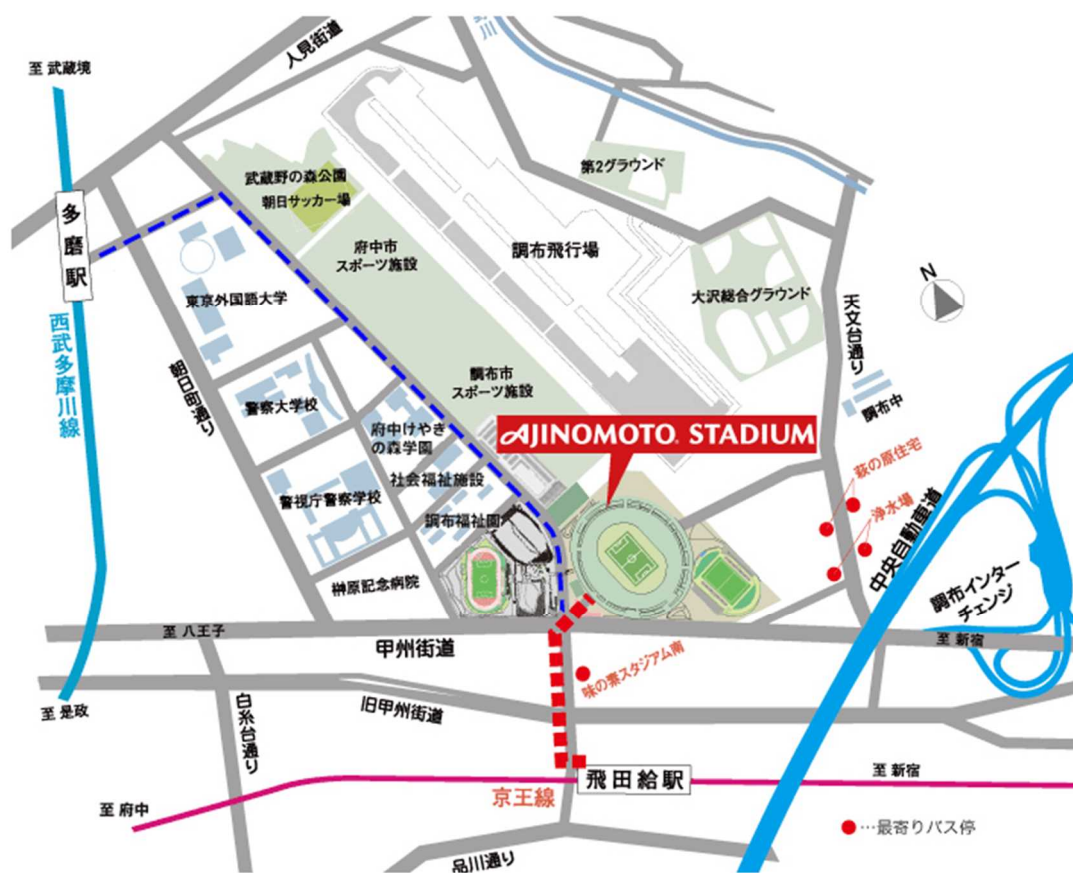 人見街道
川
至 武蔵境
武蔵野の森公園
朝日サッカー場
第2グラウンド
多磨駅
府中市
スポーツ施設
調布飛行場
東京外国語大学
大沢総合グラウンド
N
天文台通り
西武多摩川線
朝日町通り
調布市
スポーツ施設
警察大学校
調布中
府中けやき
の森学園
AJINOMOTO. STADIUM
萩の原住宅
社会福祉施設
警視庁警察学校
浄水場
調布福祉園
中央自動車道
榊原記念病院
調布インター
チェンジ
至 八王子
甲州街道
至 新宿
味の素スタジアム南
至 是政
旧甲州街道
白糸台通り
飛田給駅
至 新宿
京王線
至 府中
●…最寄りバス停
品川通り